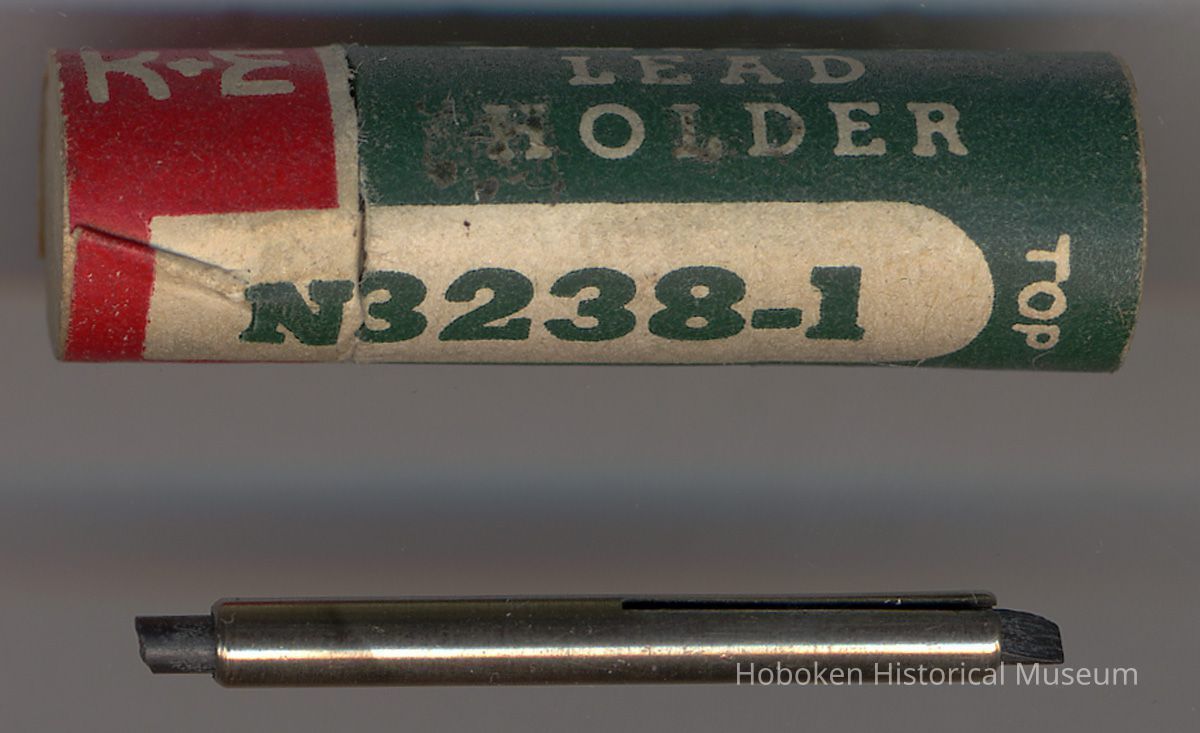 K+E
LEAD
HOLDER
N3238-1
TOP
Hoboken Historical Museum